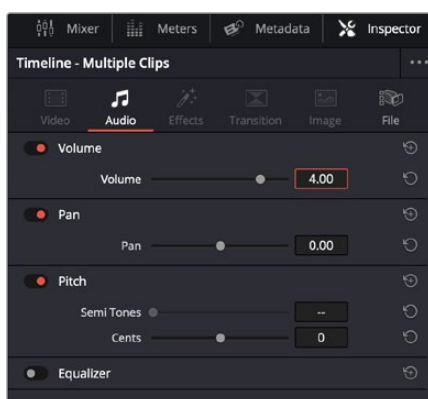 Mixer Meters Metadata Inspector
Timeline - Multiple Clips ...
Video Audio Effects Transition Image File
Volume
Volume 4.00
Pan
Pan 0.00
Pitch
Semi Tones --
Cents 0
Equalizer